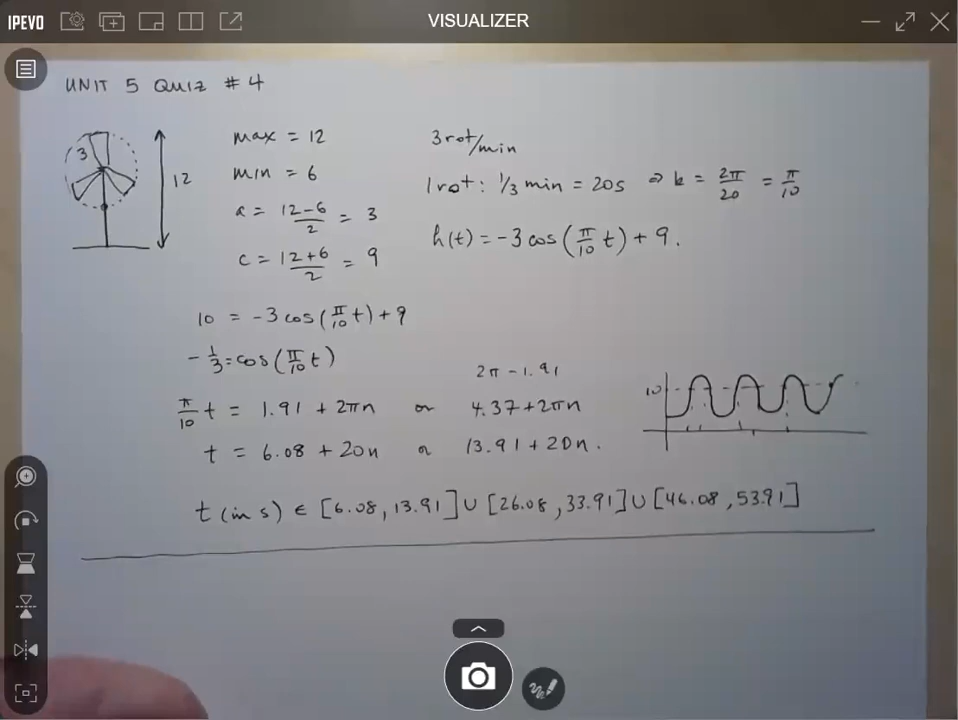 IPEVO
VISUALIZER
UNIT 5 QUIZ #4
3
12
max = 12
min = 6
a = 12-6/2 = 3
c = 12+6/2 = 9
3 rot/min
1 rot: 1/3 min = 20s ⇒ k = 2π/20 = π/10
h(t) = -3 cos(π/10 t) + 9.
10 = -3 cos(π/10 t) + 9
-1/3 = cos(π/10 t)
2π - 1.91
π/10 t = 1.91 + 2πn or 4.37 + 2πn
t = 6.08 + 20n or 13.91 + 20n.
10
t (in s) ∈ [6.08, 13.91] ∪ [26.08, 33.91] ∪ [46.08, 53.91]